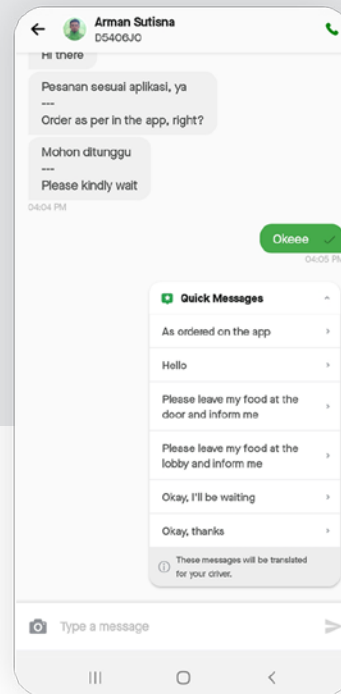 Arman Sutisna
D5406JO
Hi there
Pesanan sesuai aplikasi, ya
---
Order as per in the app, right?
Mohon ditunggu
---
Please kindly wait
04:04 PM
Okeee
04:05 PM
Quick Messages
As ordered on the app
Hello
Please leave my food at the
door and inform me
Please leave my food at the
lobby and inform me
Okay, I'll be waiting
Okay, thanks
These messages will be translated
for your driver.
Type a message